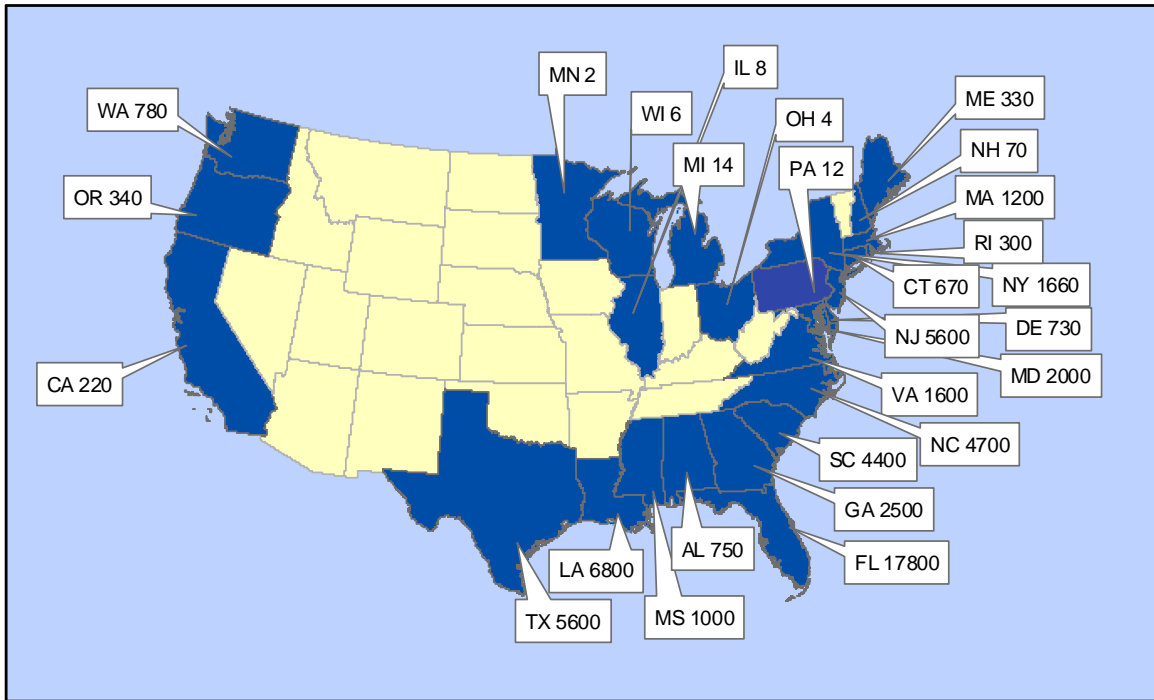 IL 8
MN 2
ME 330
WA 780
WI 6
OH 4
NH 70
MI 14
PA 12
OR 340
MA 1200
RI 300
CT 670
NY 1660
DE 730
NJ 5600
MD 2000
CA 220
VA 1600
NC 4700
SC 4400
GA 2500
AL 750
FL 17800
LA 6800
TX 5600
MS 1000